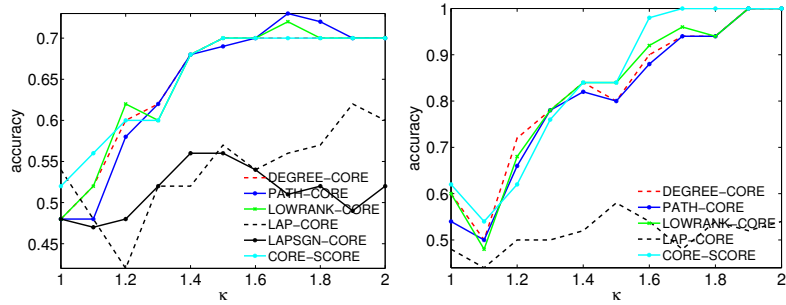 0.7
0.65
0.6
0.55
0.5
0.45
accuracy
1 1.2 1.4 1.6 1.8 2
κ
DEGREE−CORE
PATH−CORE
LOWRANK−CORE
LAP−CORE
LAPSGN−CORE
CORE−SCORE
1
0.9
0.8
0.7
0.6
0.5
accuracy
1 1.2 1.4 1.6 1.8 2
κ
DEGREE−CORE
PATH−CORE
LOWRANK−CORE
LAP−CORE
CORE−SCORE